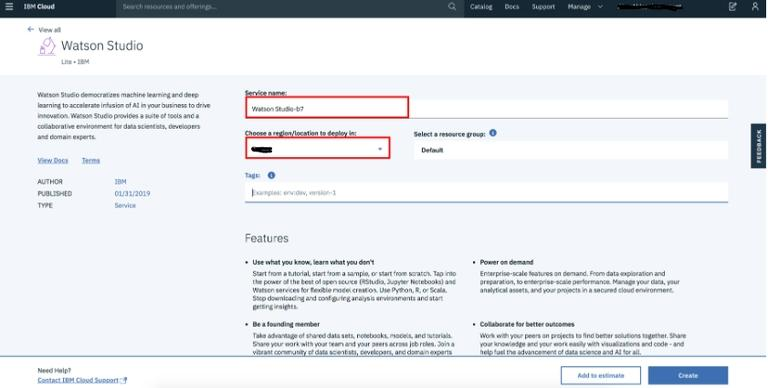 IBM Cloud
Search resources and offerings...
Catalog Docs Support Manage
View all
Watson Studio
Lite • IBM
Watson Studio democratizes machine learning and deep
learning to accelerate infusion of AI in your business to drive
innovation. Watson Studio provides a suite of tools and a
collaborative environment for data scientists, developers
and domain experts.
View Docs Terms
AUTHOR IBM
PUBLISHED 01/31/2019
TYPE Service
Service name:
Watson Studio-b7
Choose a region/location to deploy in:
Select a resource group:
Default
Tags:
Examples: env:dev, version-1
FEEDBACK
Features
• Use what you know, learn what you don't
Start from a tutorial, start from a sample, or start from scratch. Tap into
the power of the best of open source (RStudio, Jupyter Notebooks) and
Watson services for flexible model creation. Use Python, R, or Scala.
Stop downloading and configuring analysis environments and start
getting insights.
• Be a founding member
Take advantage of shared data sets, notebooks, models, and tutorials.
Share your work with your team and your peers across job roles. Join a
vibrant community of data scientists, developers, and domain experts
• Power on demand
Enterprise-scale features on demand. From data exploration and
preparation, to enterprise-scale performance. Manage your data, your
analytical assets, and your projects in a secured cloud environment.
• Collaborate for better outcomes
Work with your peers on projects to find better solutions together. Share
your knowledge and your work easily with visualizations and code - and
help fuel the advancement of data science and AI for all.
Need Help?
Contact IBM Cloud Support
Add to estimate
Create